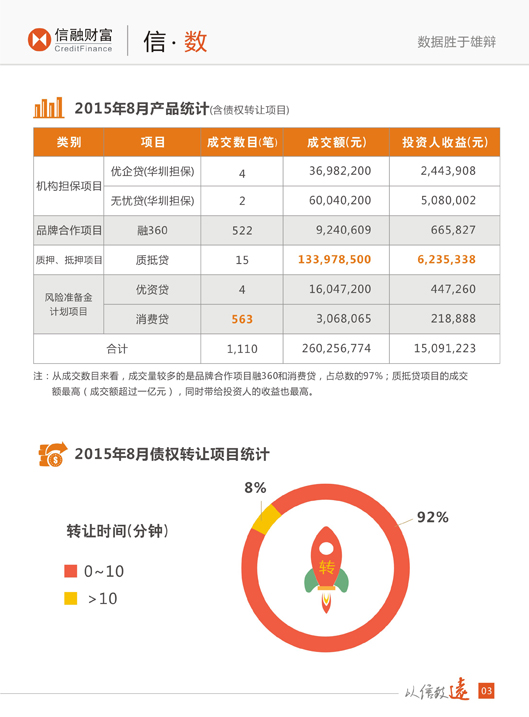 信融财富
CreditFinance
信·数
数据胜于雄辩
2015年8月产品统计(含债权转让项目)
类别 项目 成交数目(笔) 成交额(元) 投资人收益(元)
机构担保项目 优企贷(华圳担保) 4 36,982,200 2,443,908
无忧贷(华圳担保) 2 60,040,200 5,080,002
品牌合作项目 融360 522 9,240,609 665,827
质押、抵押项目 质抵贷 15 133,978,500 6,235,338
风险准备金
计划项目
优资贷 4 16,047,200 447,260
消费贷 563 3,068,065 218,888
合计 1,110 260,256,774 15,091,223
注：从成交数目来看，成交量较多的是品牌合作项目融360和消费贷，占总数的97%；质抵贷项目的成交
额最高（成交额超过一亿元），同时带给投资人的收益也最高。
2015年8月债权转让项目统计
8%
92%
转让时间(分钟)
转
0~10
>10
以信致远
03